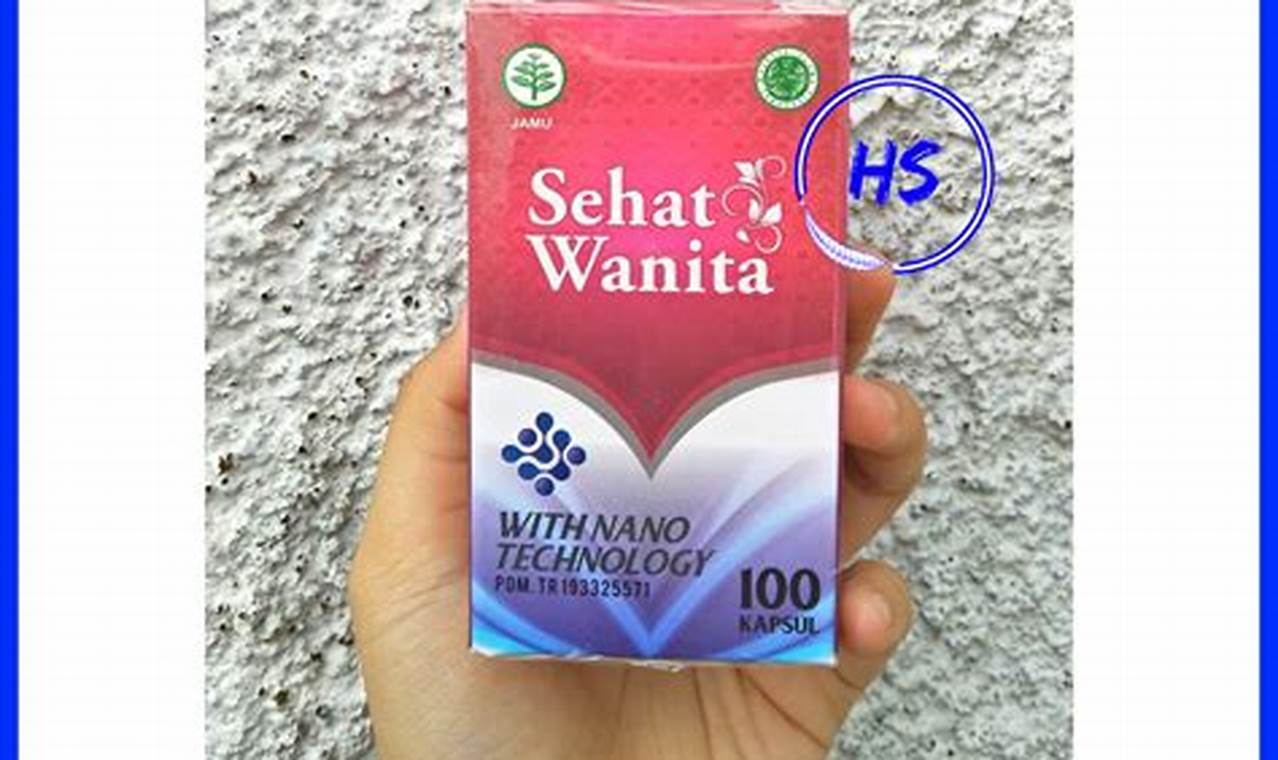 JAMU
HS
Sehat
Wanita
WITH NANO
TECHNOLOGY
POM. TR193325571
100
KAPSUL